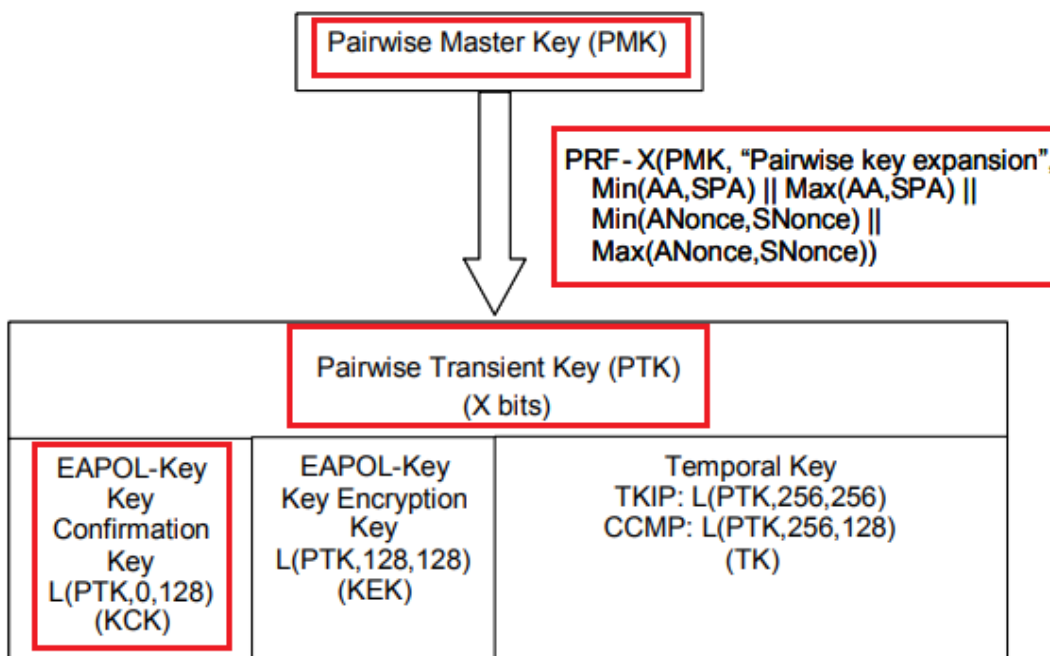 Pairwise Master Key (PMK)
PRF-X(PMK, “Pairwise key expansion”,
Min(AA,SPA) || Max(AA,SPA) ||
Min(ANonce,SNonce) ||
Max(ANonce,SNonce))
Pairwise Transient Key (PTK)
(X bits)
EAPOL-Key
Key
Confirmation
Key
L(PTK,0,128)
(KCK)
EAPOL-Key
Key Encryption
Key
L(PTK,128,128)
(KEK)
Temporal Key
TKIP: L(PTK,256,256)
CCMP: L(PTK,256,128)
(TK)